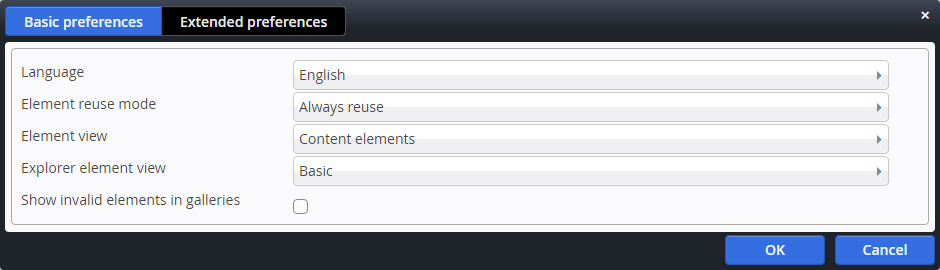 Basic preferences Extended preferences ×
Language English
Element reuse mode Always reuse
Element view Content elements
Explorer element view Basic
Show invalid elements in galleries
OK Cancel